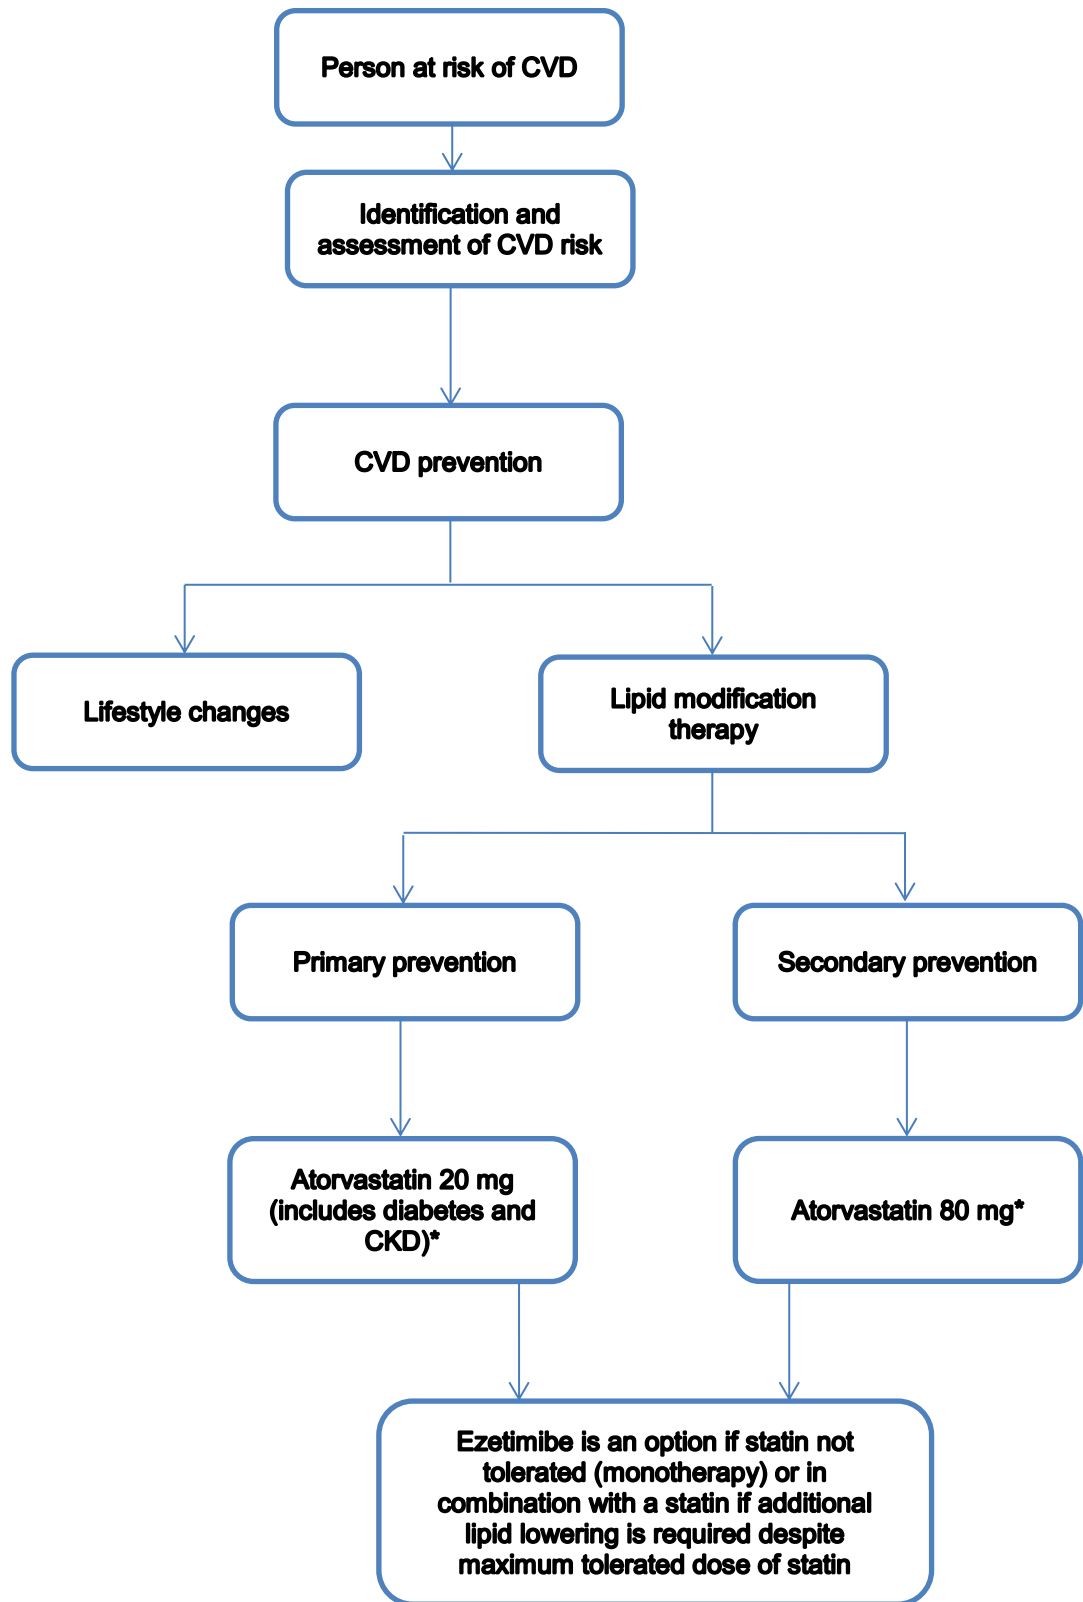 Person at risk of CVD
Identification and
assessment of CVD risk
CVD prevention
Lifestyle changes
Lipid modification
therapy
Primary prevention
Secondary prevention
Atorvastatin 20 mg
(includes diabetes and
CKD)*
Atorvastatin 80 mg*
Ezetimibe is an option if statin not
tolerated (monotherapy) or in
combination with a statin if additional
lipid lowering is required despite
maximum tolerated dose of statin